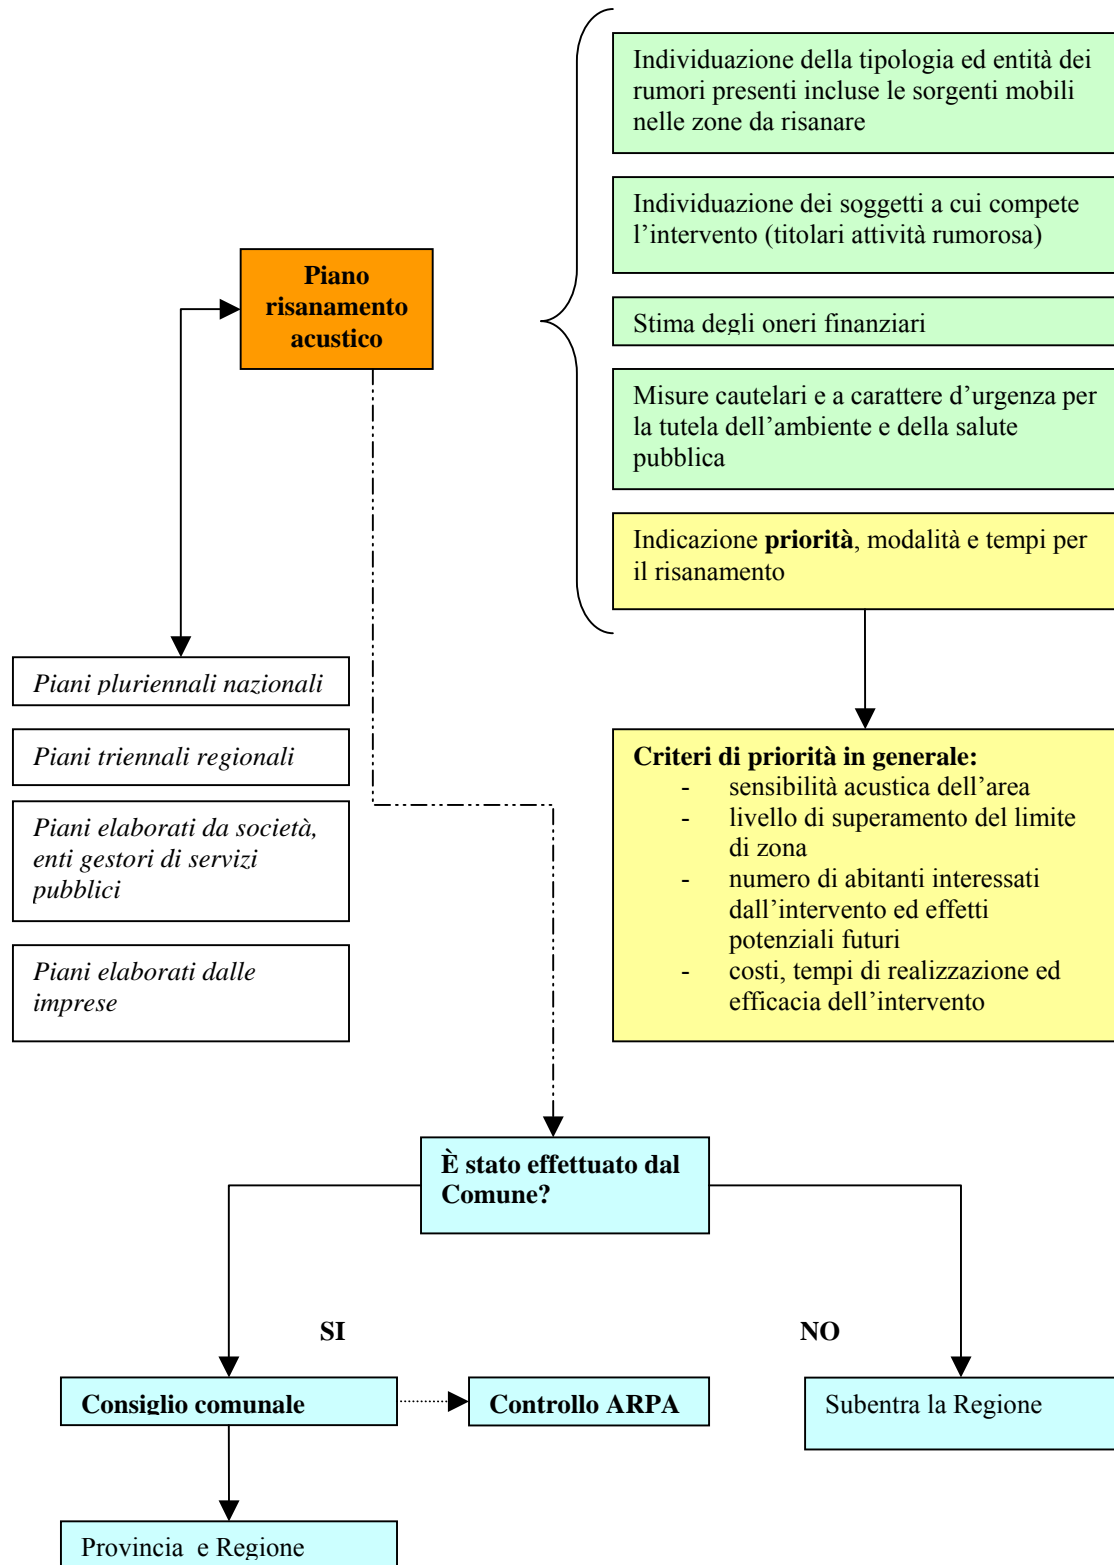 Individuazione della tipologia ed entità dei
rumori presenti incluse le sorgenti mobili
nelle zone da risanare
Individuazione dei soggetti a cui compete
l’intervento (titolari attività rumorosa)
Piano
risanamento
acustico
Stima degli oneri finanziari
Misure cautelari e a carattere d’urgenza per
la tutela dell’ambiente e della salute
pubblica
Indicazione priorità, modalità e tempi per
il risanamento
Piani pluriennali nazionali
Piani triennali regionali
Piani elaborati da società,
enti gestori di servizi
pubblici
Piani elaborati dalle
imprese
Criteri di priorità in generale:
- sensibilità acustica dell’area
- livello di superamento del limite
di zona
- numero di abitanti interessati
dall’intervento ed effetti
potenziali futuri
- costi, tempi di realizzazione ed
efficacia dell’intervento
È stato effettuato dal
Comune?
SI
NO
Consiglio comunale
Controllo ARPA
Subentra la Regione
Provincia e Regione